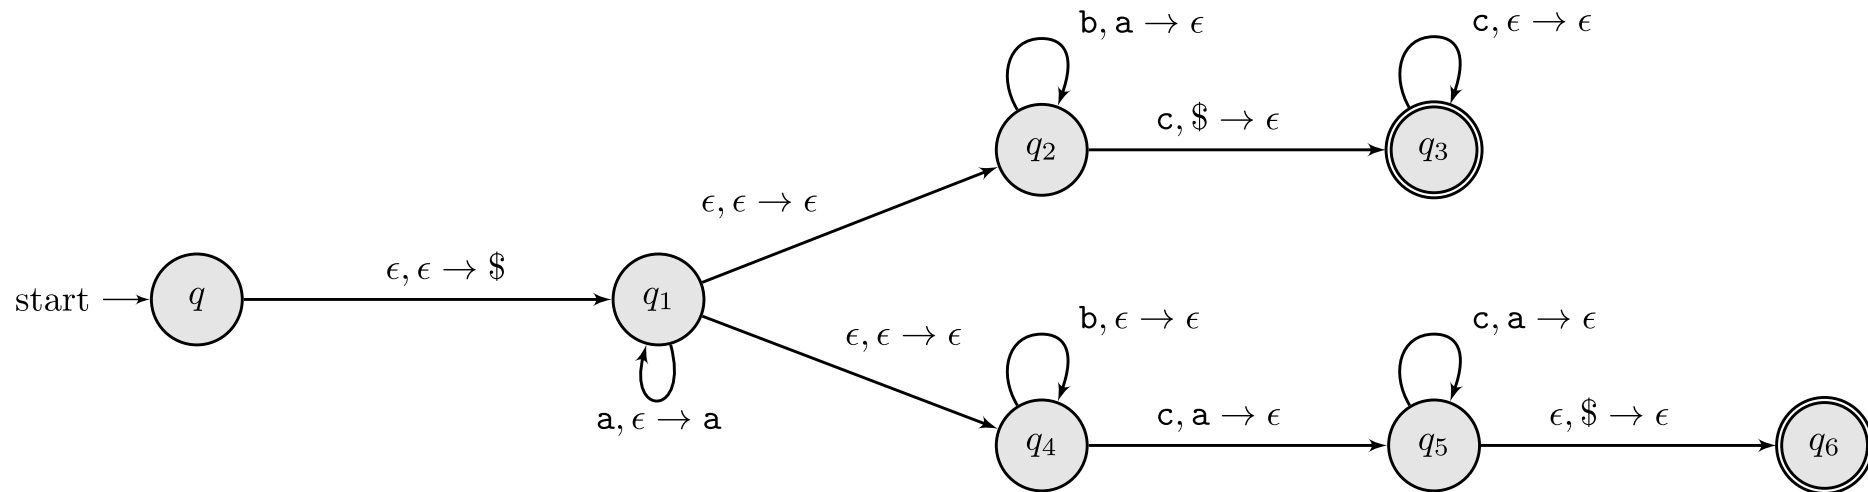 b, a → ϵ
c, ϵ → ϵ
c, $ → ϵ
q₂
q₃
ϵ, ϵ → ϵ
ϵ, ϵ → $
start
q
q₁
ϵ, ϵ → ϵ
b, ϵ → ϵ
c, a → ϵ
a, ϵ → a
c, a → ϵ
ϵ, $ → ϵ
q₄
q₅
q₆